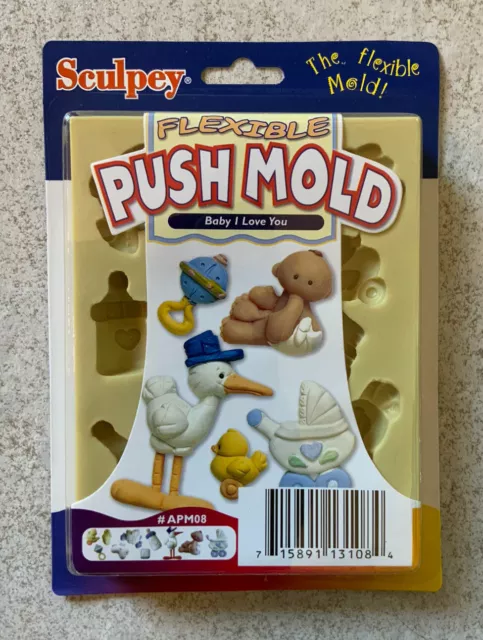 Sculpey®
The flexible
Mold!
FLEXIBLE
PUSH MOLD
Baby I Love You
#APM08
7 15891 13108 4